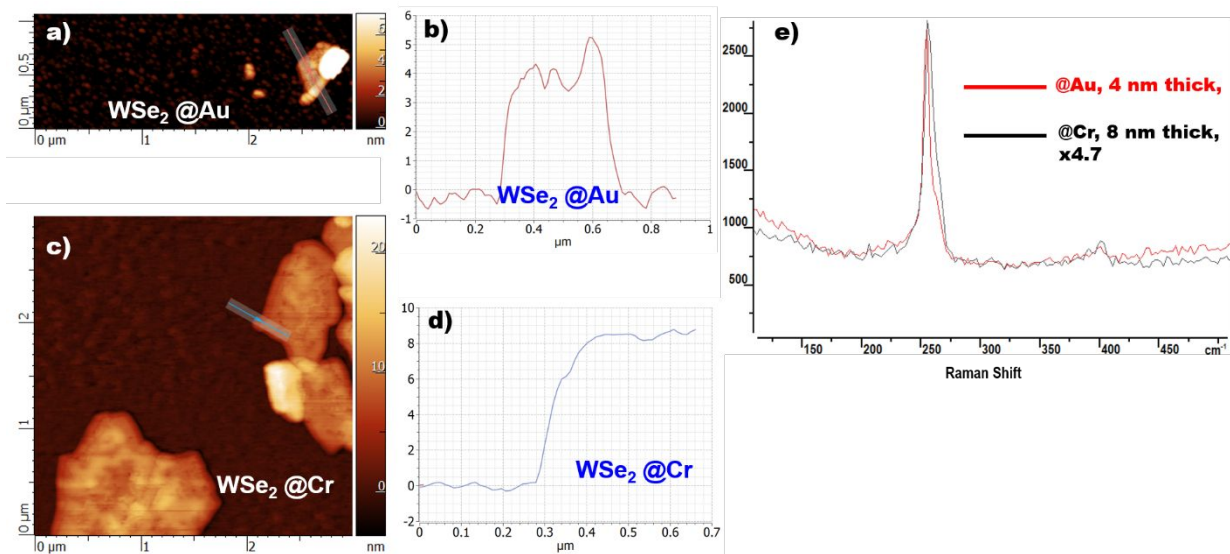 a)
WSe₂ @Au
0 µm 1 2 nm
0 µm 0.5
6
4
2
0
b)
6
5
4
3
2
1
0
-1
WSe₂ @Au
0 0.2 0.4 0.6 0.8 1
µm
c)
WSe₂ @Cr
0 µm 1 2 nm
0 µm 1 2
20
10
0
d)
10
8
6
4
2
0
-2
WSe₂ @Cr
0 0.1 0.2 0.3 0.4 0.5 0.6 0.7
µm
e)
2500
2000
1500
1000
500
@Au, 4 nm thick,
@Cr, 8 nm thick,
x4.7
150 200 250 300 350 400 450 cm⁻¹
Raman Shift